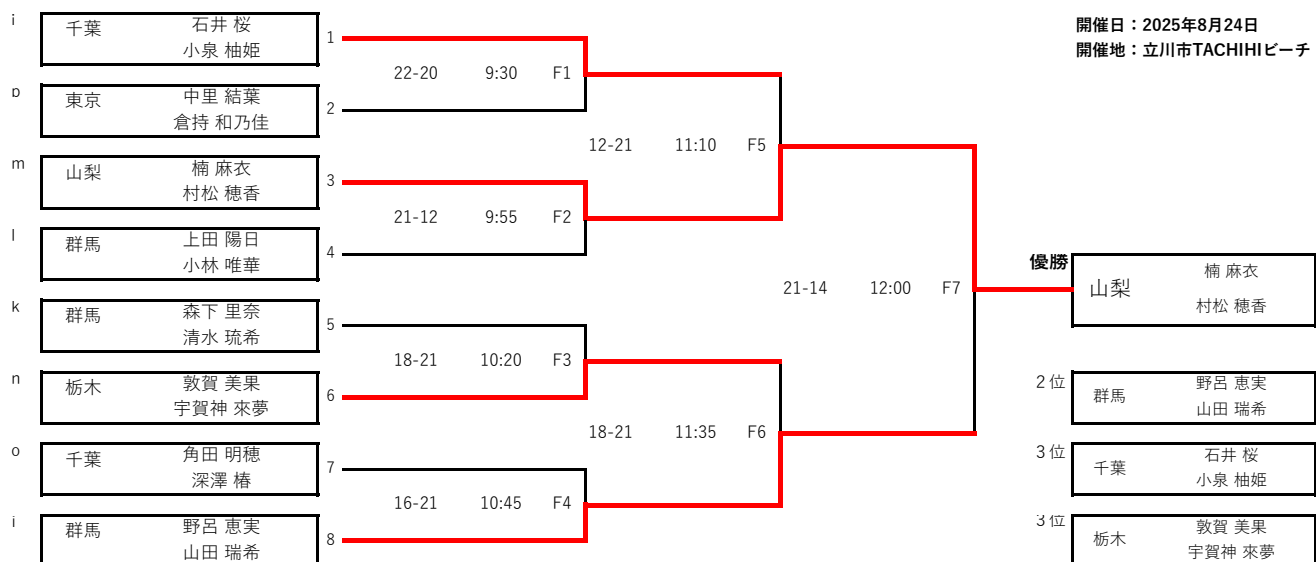 開催日：2025年8月24日
開催地：立川市TACHIHIビーチ
i 千葉 石井 桜
小泉 柚姫
1
22-20 9:30 F1
p 東京 中里 結葉
倉持 和乃佳
2
12-21 11:10 F5
m 山梨 楠 麻衣
村松 穂香
3
21-12 9:55 F2
l 群馬 上田 陽日
小林 唯華
4
21-14 12:00 F7
k 群馬 森下 里奈
清水 琉希
5
18-21 10:20 F3
n 栃木 敦賀 美果
宇賀神 來夢
6
18-21 11:35 F6
o 千葉 角田 明穂
深澤 椿
7
16-21 10:45 F4
群馬 野呂 恵実
山田 瑞希
8
優勝
山梨 楠 麻衣
村松 穂香
2位
群馬 野呂 恵実
山田 瑞希
3位
千葉 石井 桜
小泉 柚姫
3位
栃木 敦賀 美果
宇賀神 來夢